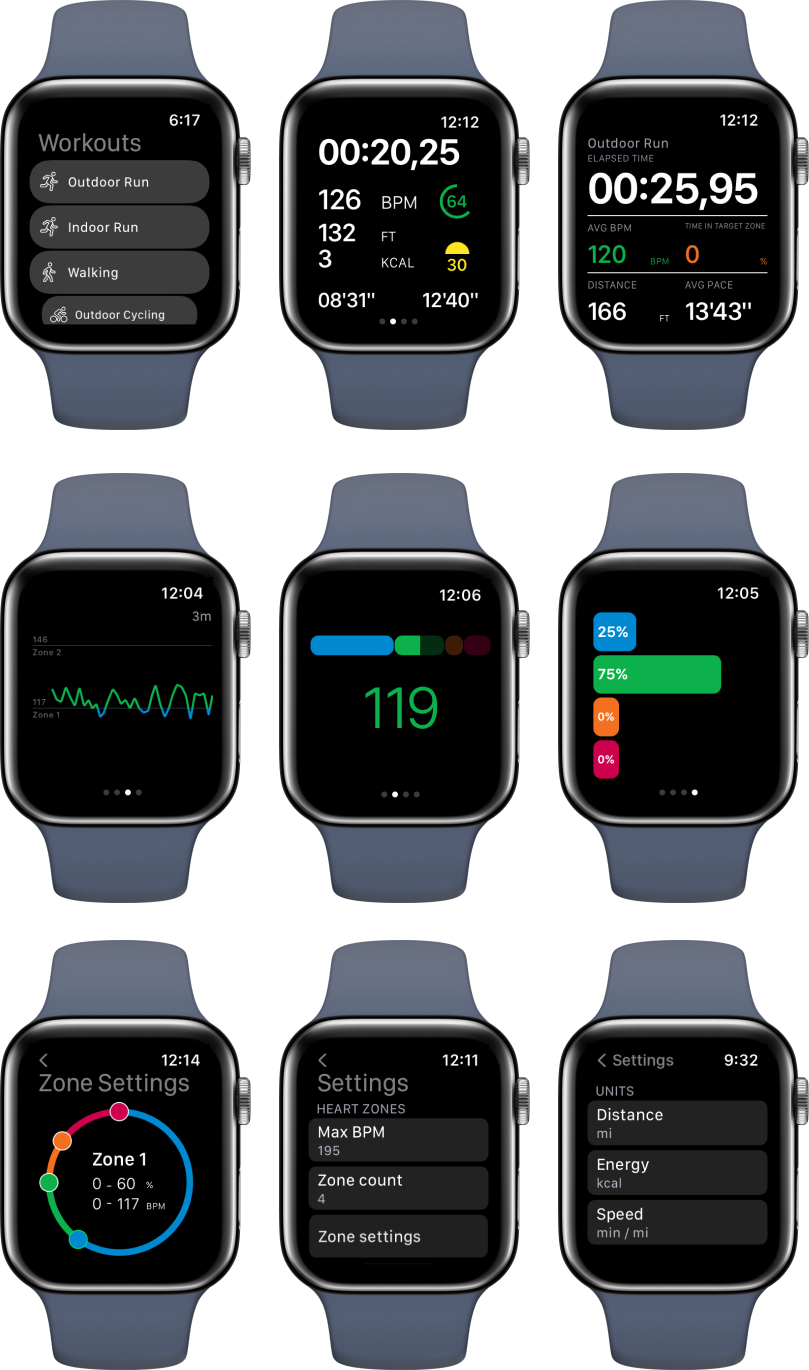 6:17
Workouts
Outdoor Run
Indoor Run
Walking
Outdoor Cycling
12:12
00:20,25
126 BPM 64
132 FT
3 KCAL 30
08'31" 12'40"
12:12
Outdoor Run
ELAPSED TIME
00:25,95
AVG BPM TIME IN TARGET ZONE
120 BPM 0 %
DISTANCE AVG PACE
166 FT 13'43"
12:04
3m
146
Zone 2
117
Zone 1
12:06
119
12:05
25%
75%
0%
0%
12:14
Zone Settings
Zone 1
0 - 60 %
0 - 117 BPM
12:11
Settings
HEART ZONES
Max BPM
195
Zone count
4
Zone settings
Settings 9:32
UNITS
Distance
mi
Energy
kcal
Speed
min / mi